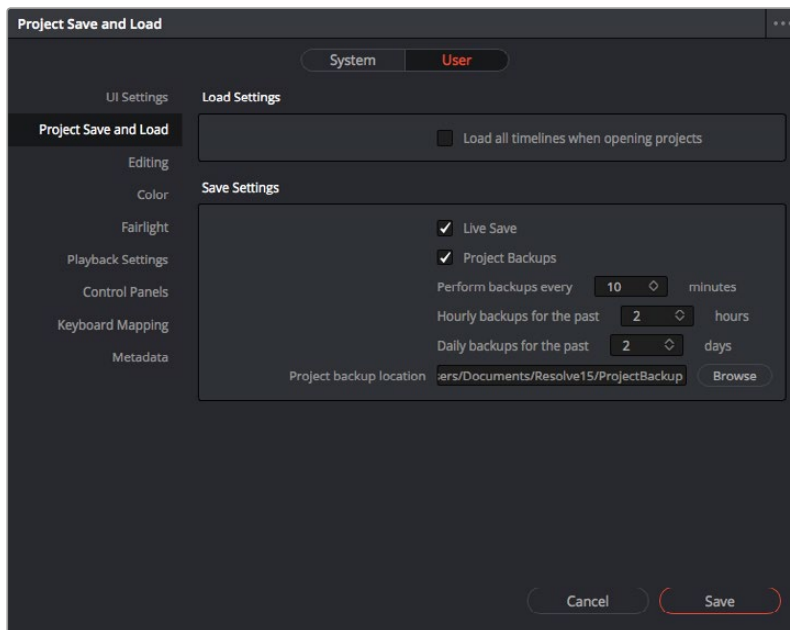 Project Save and Load
System User
UI Settings
Project Save and Load
Editing
Color
Fairlight
Playback Settings
Control Panels
Keyboard Mapping
Metadata
Load Settings
Load all timelines when opening projects
Save Settings
Live Save
Project Backups
Perform backups every 10 minutes
Hourly backups for the past 2 hours
Daily backups for the past 2 days
Project backup location ers/Documents/Resolve15/ProjectBackup Browse
Cancel Save